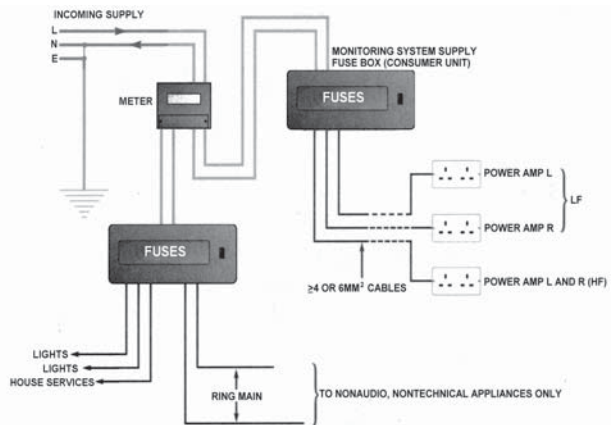 INCOMING SUPPLY
L
N
E
METER
MONITORING SYSTEM SUPPLY
FUSE BOX (CONSUMER UNIT)
FUSES
POWER AMP L
LF
POWER AMP R
POWER AMP L AND R (HF)
≥4 OR 6MM² CABLES
FUSES
LIGHTS
LIGHTS
HOUSE SERVICES
RING MAIN
TO NONAUDIO, NONTECHNICAL APPLIANCES ONLY